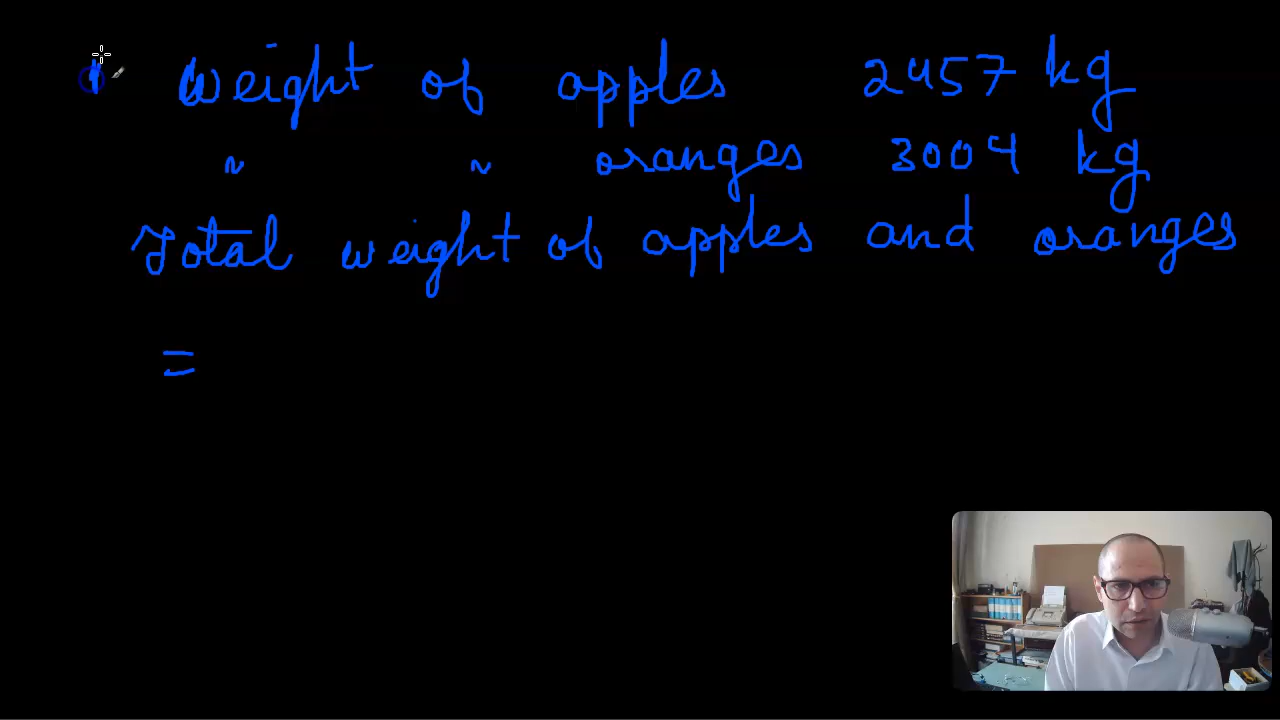 Weight of apples 2457 kg
" " oranges 3004 kg
Total weight of apples and oranges
=